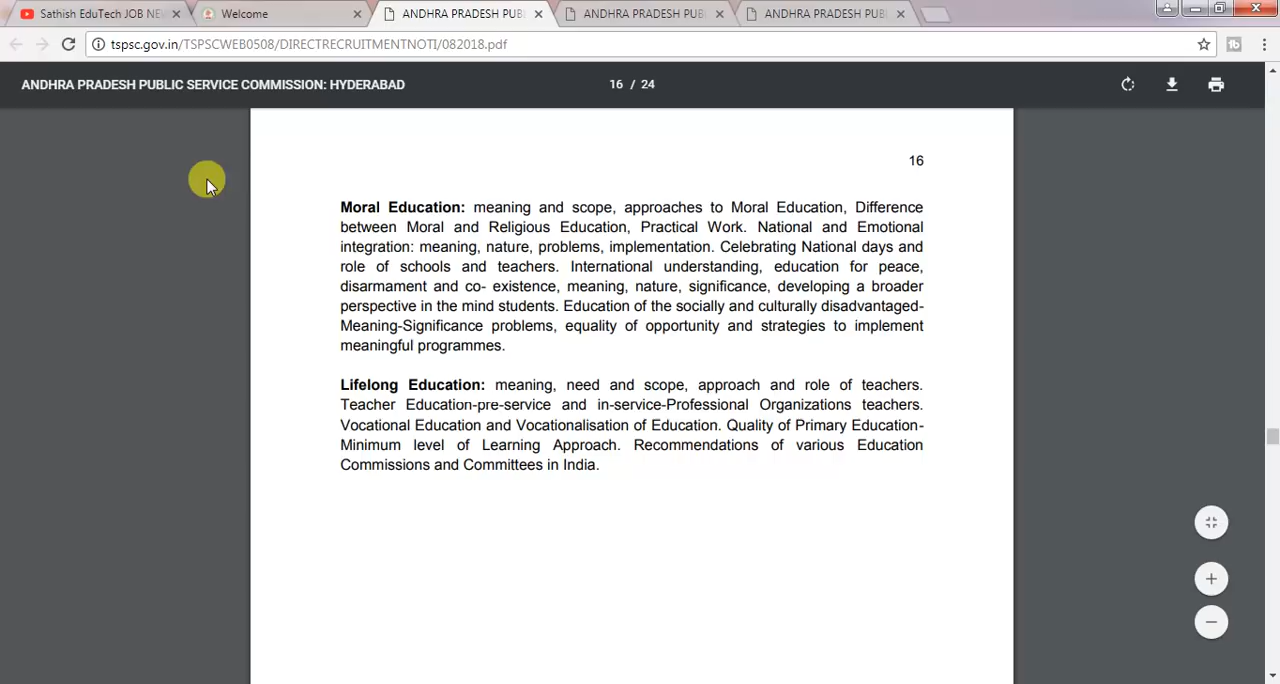 Sathish EduTech JOB NEW
Welcome
ANDHRA PRADESH PUB
ANDHRA PRADESH PUB
ANDHRA PRADESH PUB
tspsc.gov.in/TSPSCWEB0508/DIRECTRECRUITMENTNOTI/082018.pdf
ANDHRA PRADESH PUBLIC SERVICE COMMISSION: HYDERABAD
16 / 24
16
Moral Education: meaning and scope, approaches to Moral Education, Difference
between Moral and Religious Education, Practical Work. National and Emotional
integration: meaning, nature, problems, implementation. Celebrating National days and
role of schools and teachers. International understanding, education for peace,
disarmament and co- existence, meaning, nature, significance, developing a broader
perspective in the mind students. Education of the socially and culturally disadvantaged-
Meaning-Significance problems, equality of opportunity and strategies to implement
meaningful programmes.
Lifelong Education: meaning, need and scope, approach and role of teachers.
Teacher Education-pre-service and in-service-Professional Organizations teachers.
Vocational Education and Vocationalisation of Education. Quality of Primary Education-
Minimum level of Learning Approach. Recommendations of various Education
Commissions and Committees in India.